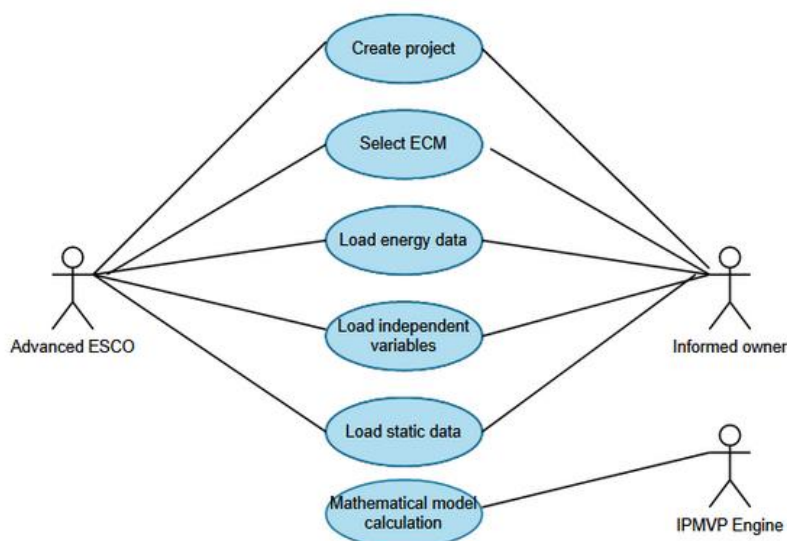 Create project
Select ECM
Load energy data
Advanced ESCO
Load independent
variables
Informed owner
Load static data
Mathematical model
calculation
IPMVP Engine